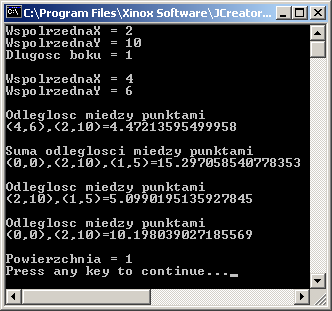 C:\Program Files\Xinox Software\JCreator...
WspolrzednaX = 2
WspolrzednaY = 10
Dlugosc boku = 1
WspolrzednaX = 4
WspolrzednaY = 6
Odleglosc miedzy punktami
(4,6),(2,10)=4.47213595499958
Suma odleglosci miedzy punktami
(0,0),(2,10),(1,5)=15.297058540778353
Odleglosc miedzy punktami
(2,10),(1,5)=5.0990195135927845
Odleglosc miedzy punktami
(0,0),(2,10)=10.198039027185569
Powierzchnia = 1
Press any key to continue..._